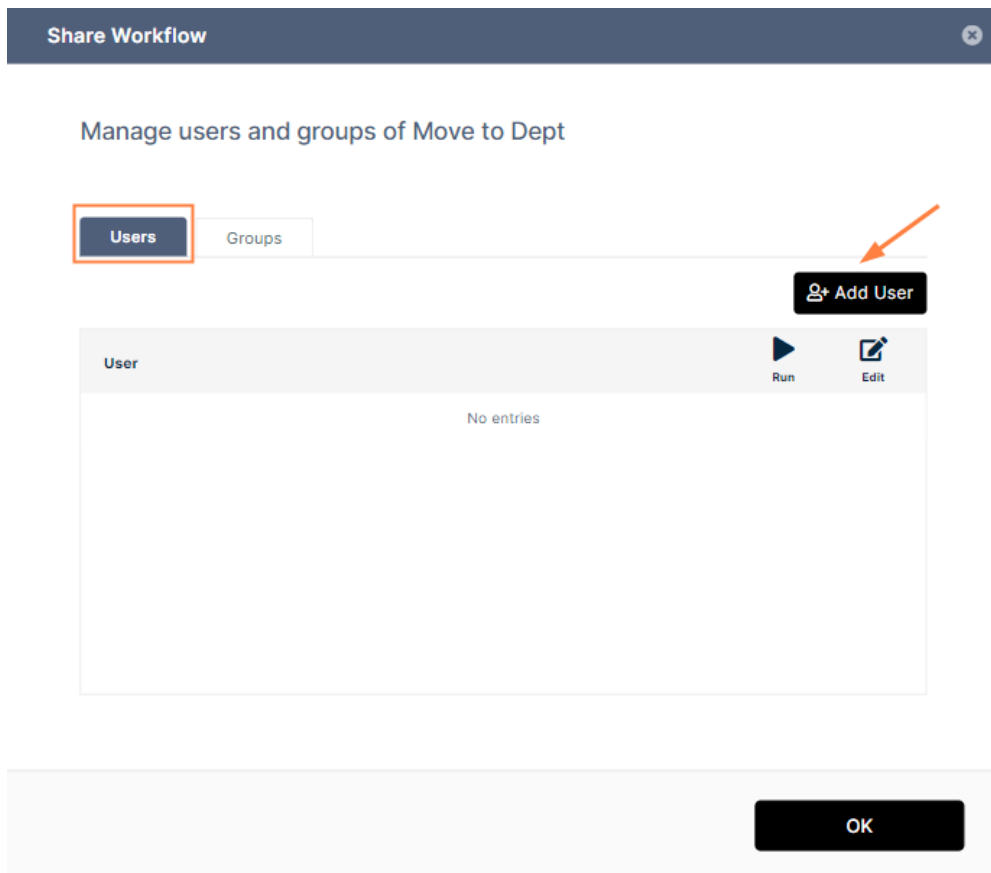 Share Workflow
Manage users and groups of Move to Dept
Users Groups
Add User
User Run Edit
No entries
OK